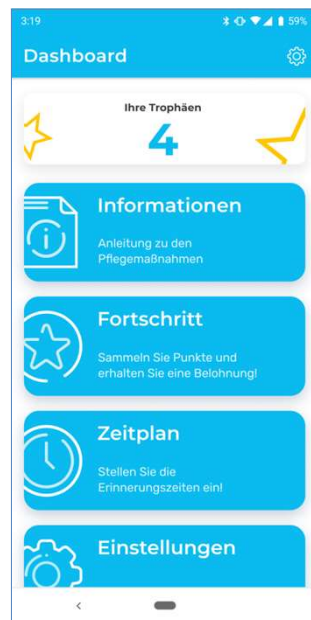 3:19
59%
Dashboard
Ihre Trophäen
4
Informationen
Anleitung zu den
Pflegemaßnahmen
Fortschritt
Sammeln Sie Punkte und
erhalten Sie eine Belohnung!
Zeitplan
Stellen Sie die
Erinnerungszeiten ein!
Einstellungen